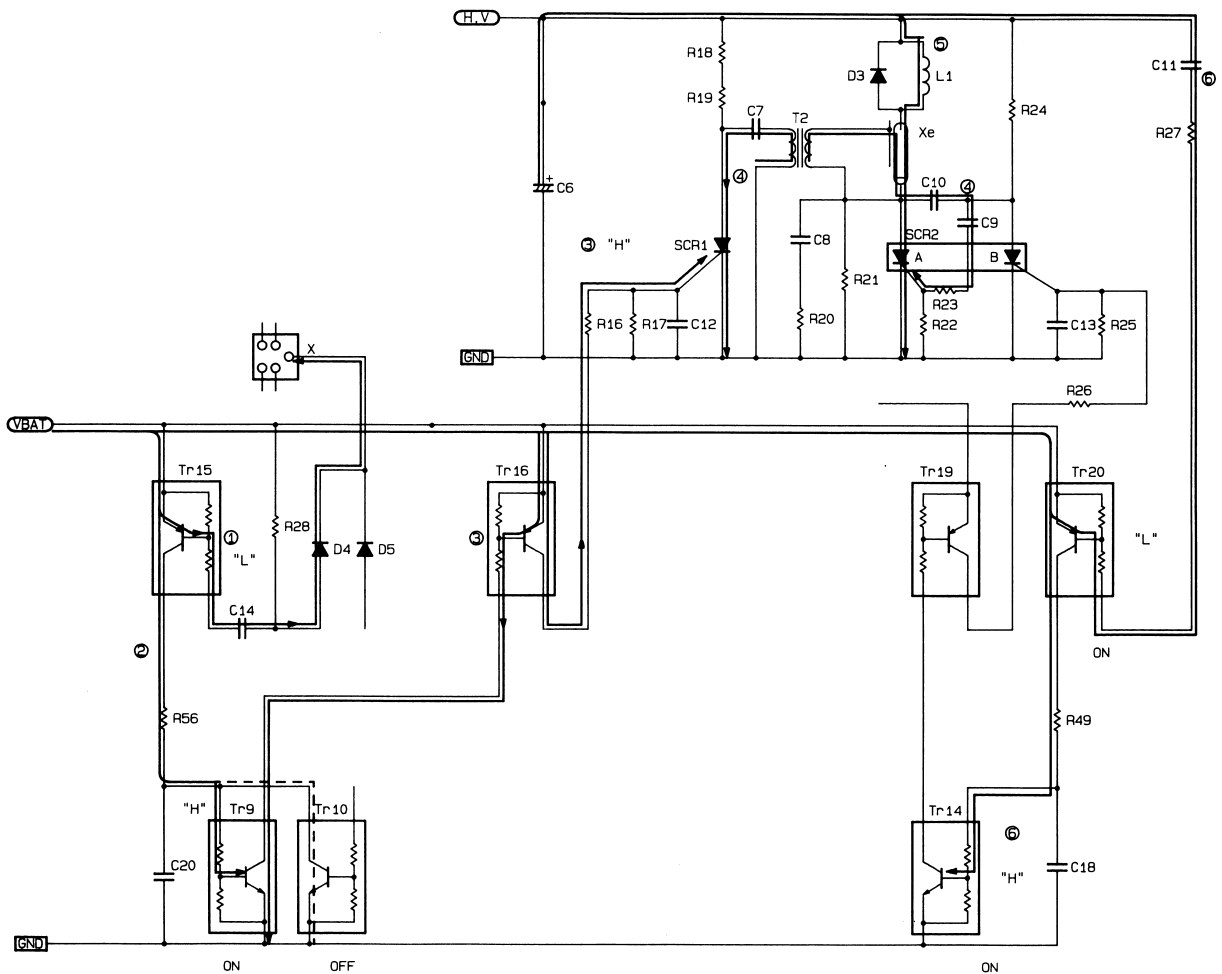 H.V
R18
⑤
D3
L1
C11
⑥
R19
C7
T2
Xe
R24
R27
④
C6
+
C10
④
C9
③ "H"
SCR1
C8
SCR2
A
B
R21
R23
R16
R17
C12
R20
R22
C13
R25
X
GND
R26
VBAT
Tr15
Tr16
Tr19
Tr20
①
"L"
R28
D4
D5
③
"L"
C14
②
ON
R56
R49
"H"
Tr9
Tr10
Tr14
⑥
C20
"H"
C18
GND
ON
OFF
ON